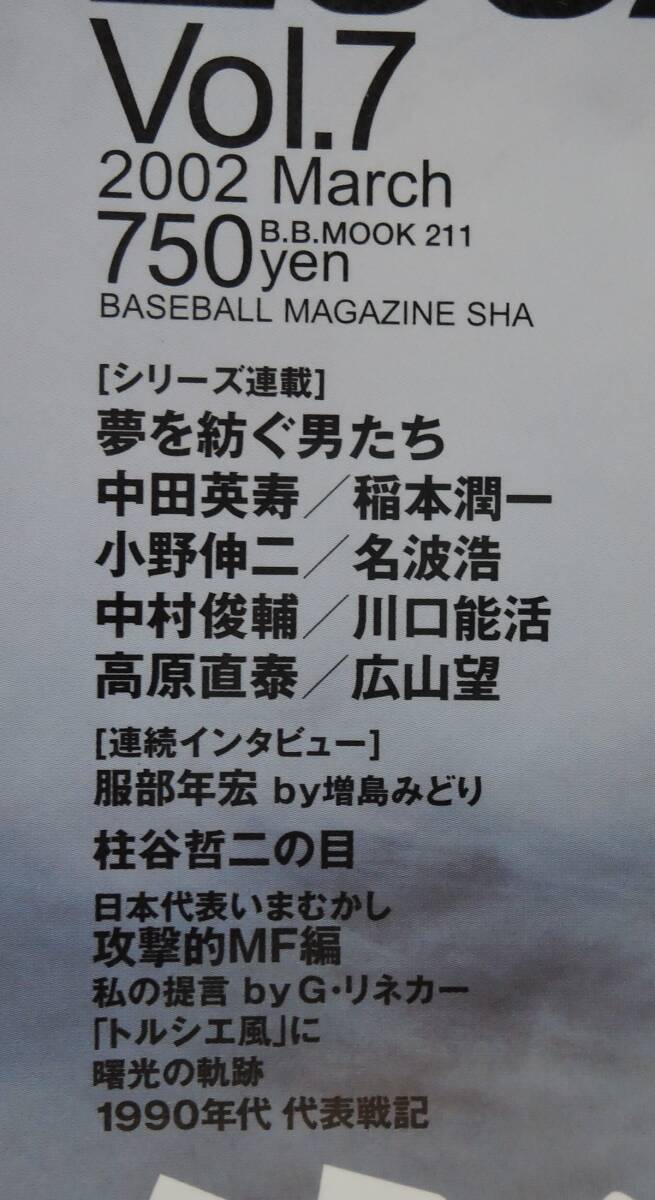 Vol.7
2002 March
750yen B.B.MOOK 211
BASEBALL MAGAZINE SHA
[シリーズ連載]
夢を紡ぐ男たち
中田英寿／稲本潤一
小野伸二／名波浩
中村俊輔／川口能活
高原直泰／広山望
[連続インタビュー]
服部年宏 by増島みどり
柱谷哲二の目
日本代表いまむかし
攻撃的MF編
私の提言 by G・リネカー
「トルシエ風」に
曙光の軌跡
1990年代 代表戦記